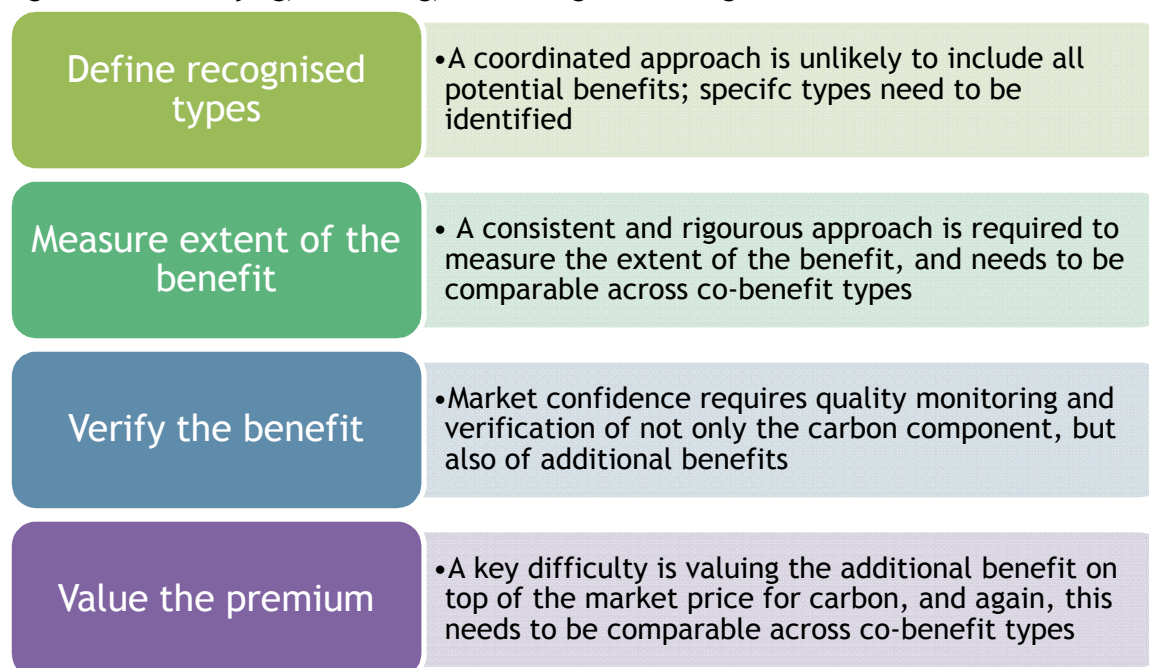 Define recognised
types
•A coordinated approach is unlikely to include all
potential benefits; specifc types need to be
identified
Measure extent of the
benefit
• A consistent and rigourous approach is required to
measure the extent of the benefit, and needs to be
comparable across co-benefit types
Verify the benefit
•Market confidence requires quality monitoring and
verification of not only the carbon component, but
also of additional benefits
Value the premium
•A key difficulty is valuing the additional benefit on
top of the market price for carbon, and again, this
needs to be comparable across co-benefit types